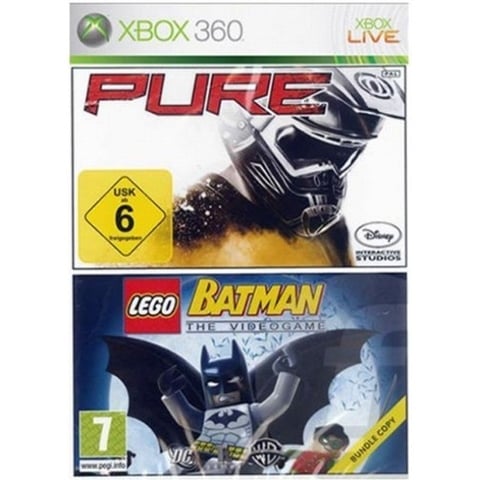 XBOX 360
XBOX
LIVE
PURE
PAL
USK
ab
6
freigegeben
Disney
INTERACTIVE
STUDIOS
LEGO
BATMAN
THE VIDEOGAME
7
www.pegi.info
DC
WB
BUNDLE COPY